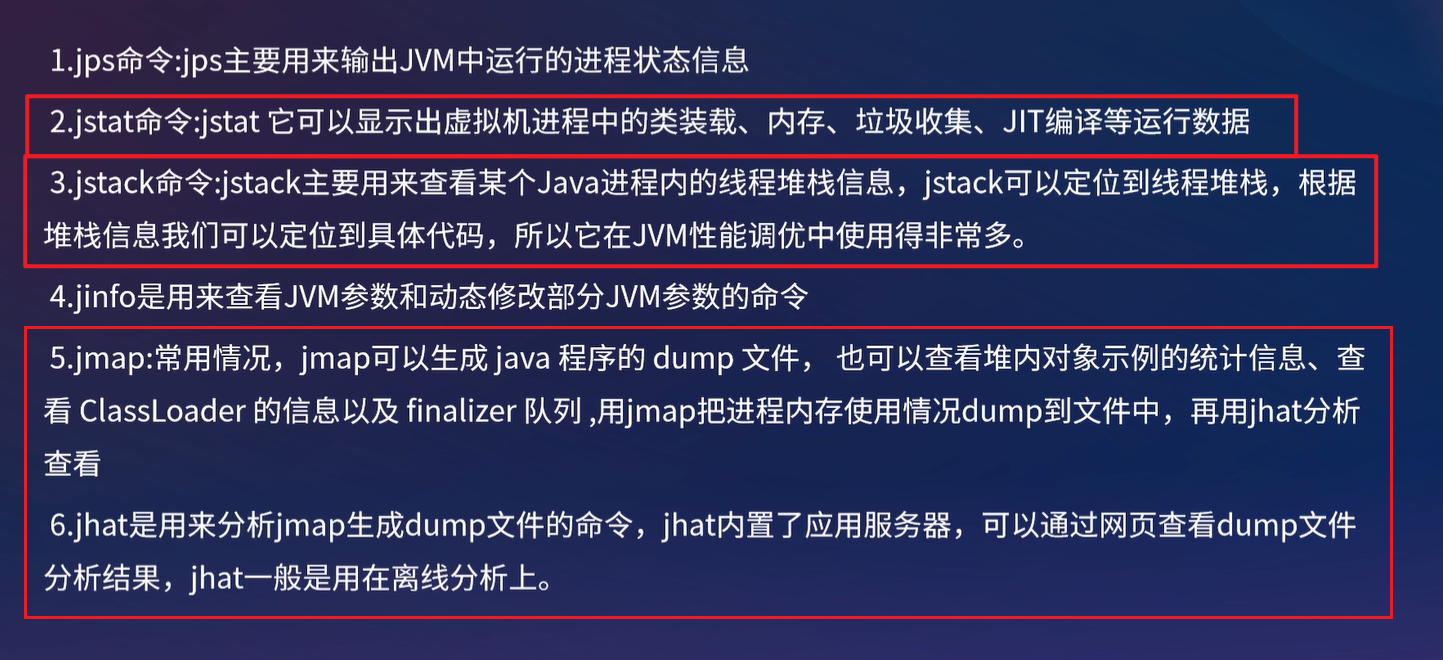 1.jps命令:jps主要用来输出JVM中运行的进程状态信息
2.jstat命令:jstat 它可以显示出虚拟机进程中的类装载、内存、垃圾收集、JIT编译等运行数据
3.jstack命令:jstack主要用来查看某个Java进程内的线程堆栈信息，jstack可以定位到线程堆栈，根据
堆栈信息我们可以定位到具体代码，所以它在JVM性能调优中使用得非常多。
4.jinfo是用来查看JVM参数和动态修改部分JVM参数的命令
5.jmap:常用情况，jmap可以生成 java 程序的 dump 文件， 也可以查看堆内对象示例的统计信息、查
看 ClassLoader 的信息以及 finalizer 队列 ,用jmap把进程内存使用情况dump到文件中，再用jhat分析
查看
6.jhat是用来分析jmap生成dump文件的命令，jhat内置了应用服务器，可以通过网页查看dump文件
分析结果，jhat一般是用在离线分析上。